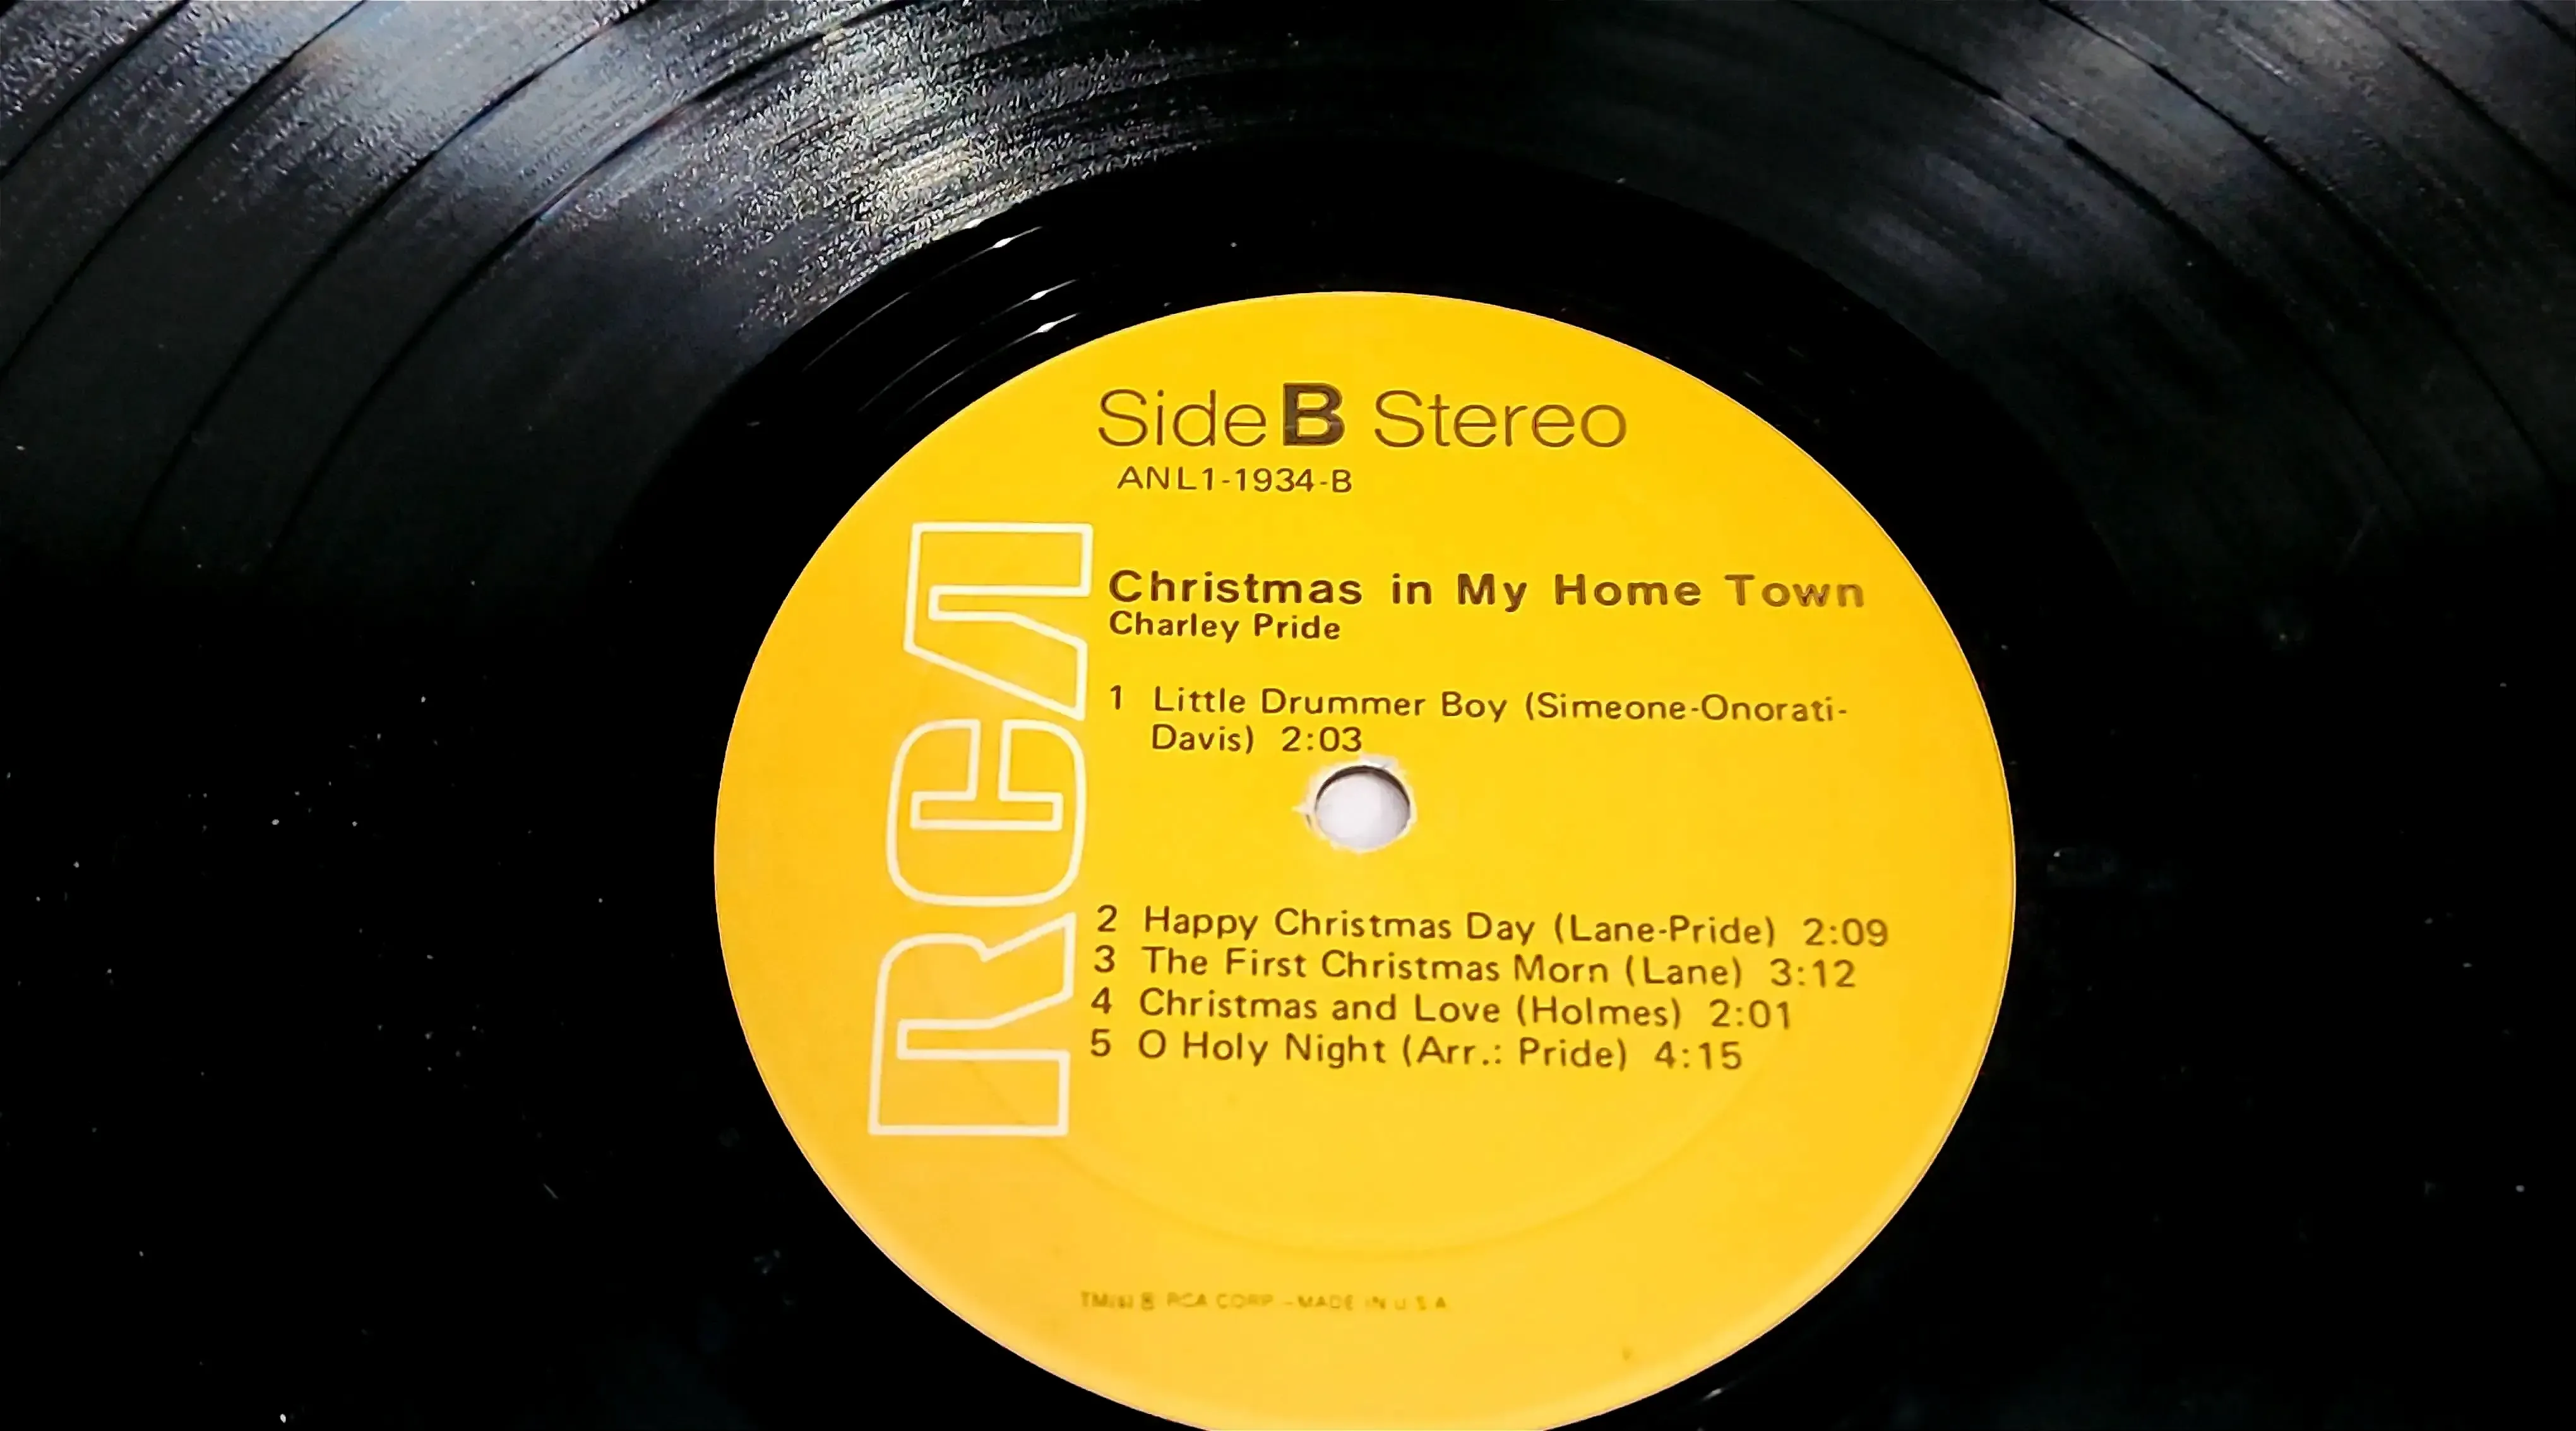 Side B Stereo
ANL1-1934-B
RCA
Christmas in My Home Town
Charley Pride
1 Little Drummer Boy (Simeone-Onorati-
Davis) 2:03
2 Happy Christmas Day (Lane-Pride) 2:09
3 The First Christmas Morn (Lane) 3:12
4 Christmas and Love (Holmes) 2:01
5 O Holy Night (Arr.: Pride) 4:15
RCA CORP.-MADE IN U.S.A.